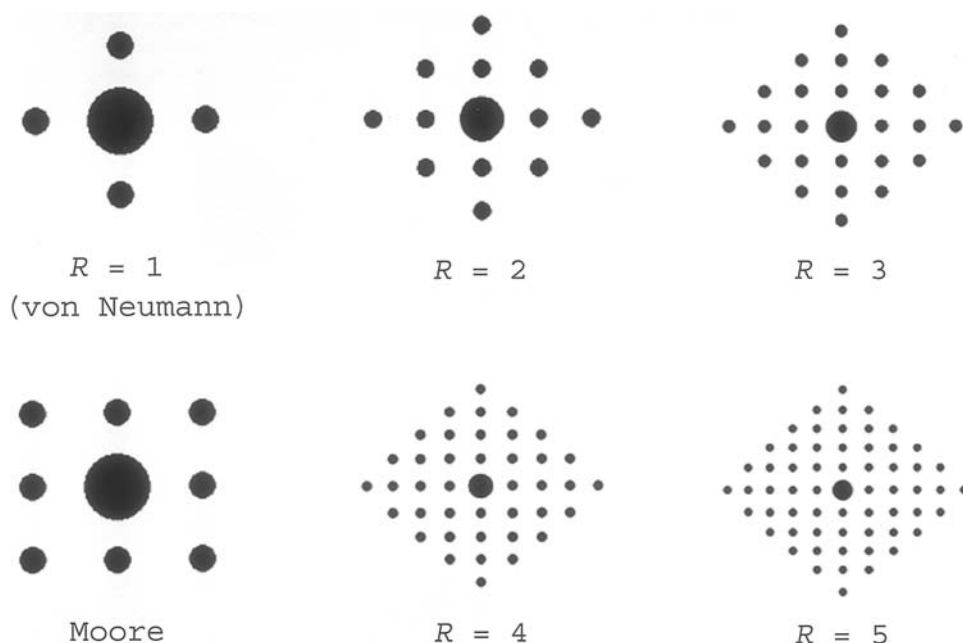 R = 1
(von Neumann)
R = 2
R = 3
Moore
R = 4
R = 5